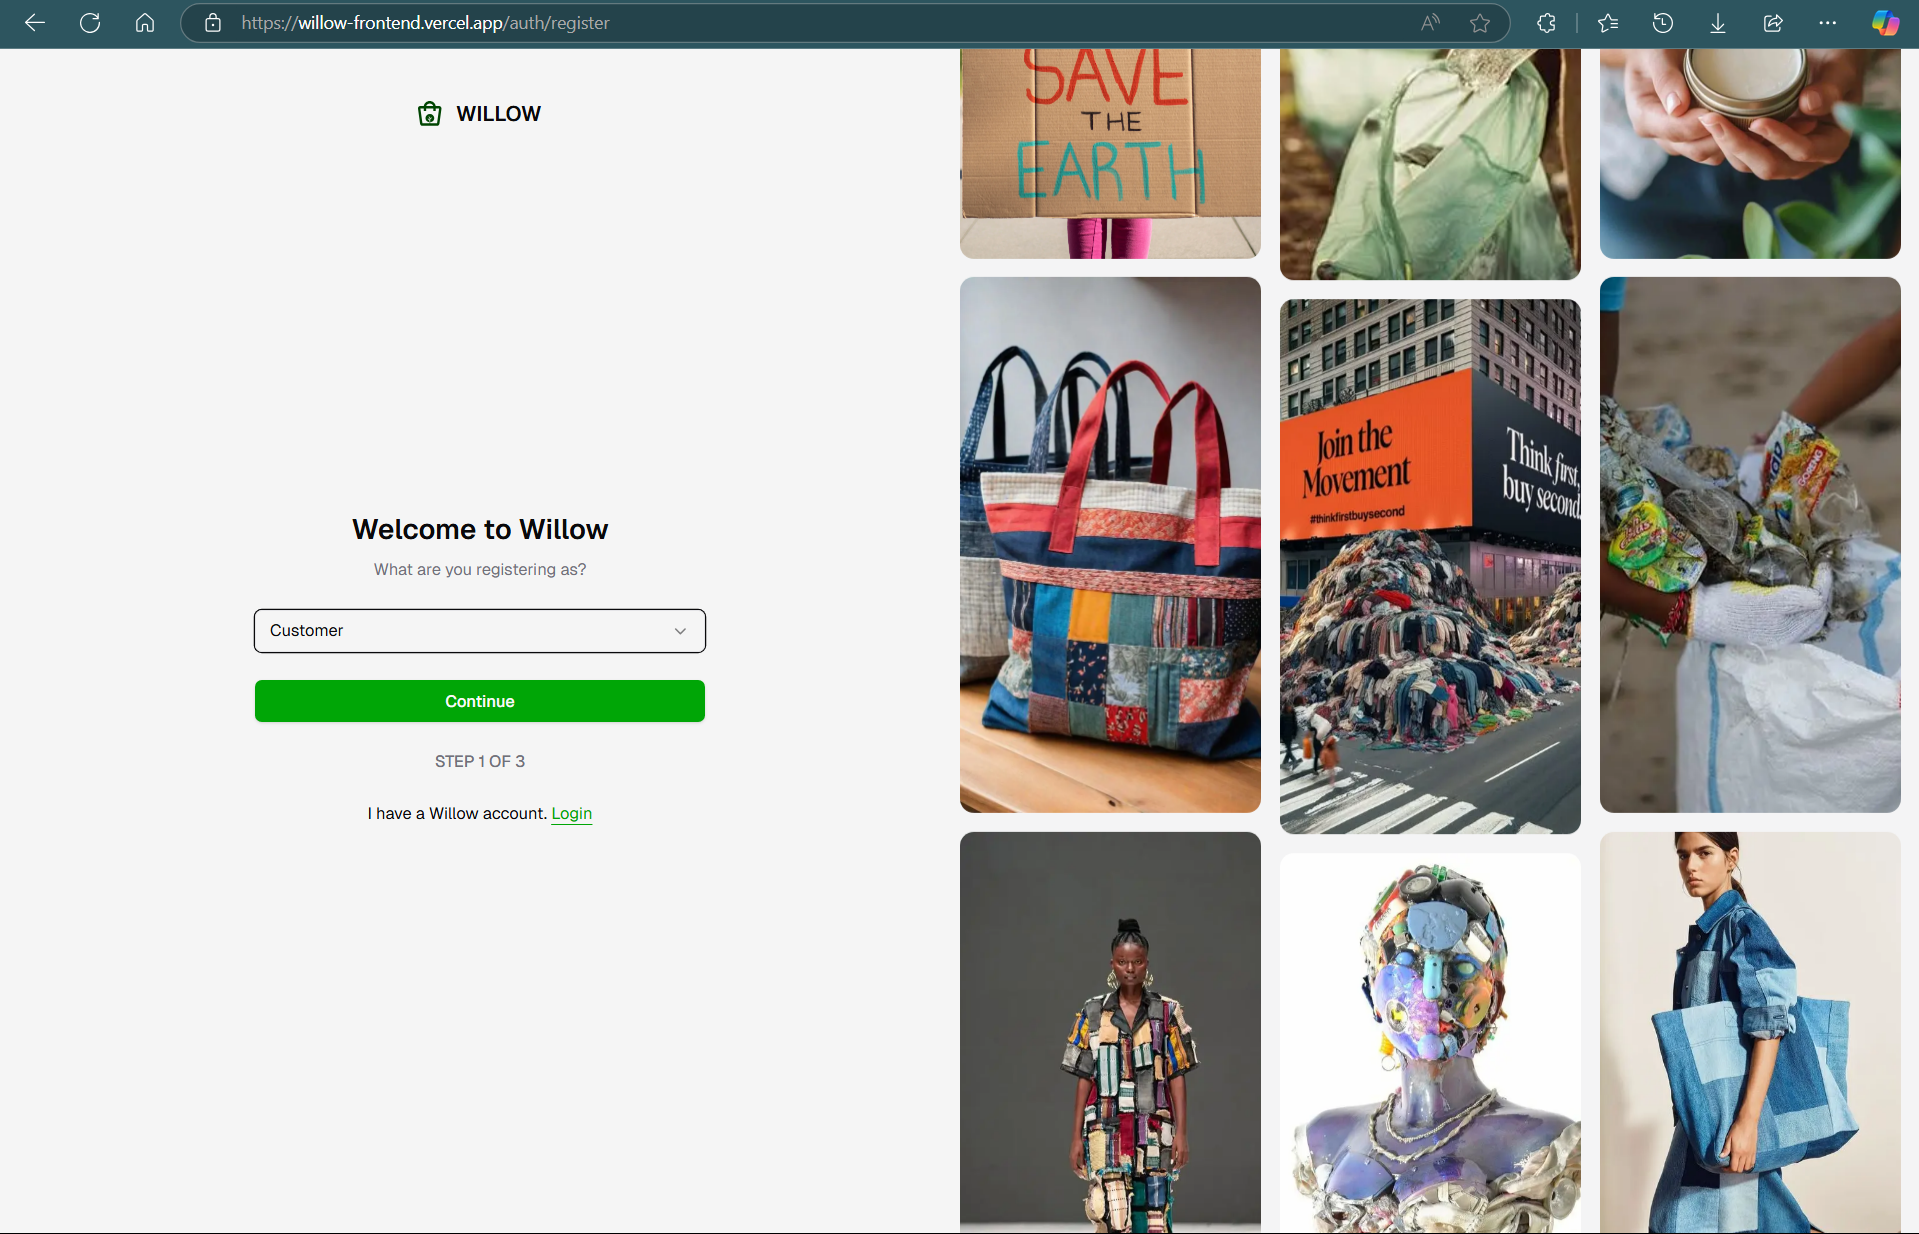 https://willow-frontend.vercel.app/auth/register
WILLOW
Welcome to Willow
What are you registering as?
Customer
Continue
STEP 1 OF 3
I have a Willow account. Login
SAVE
THE
EARTH
Join the
Movement
#thinkfirstbuysecond
Think first,
buy second